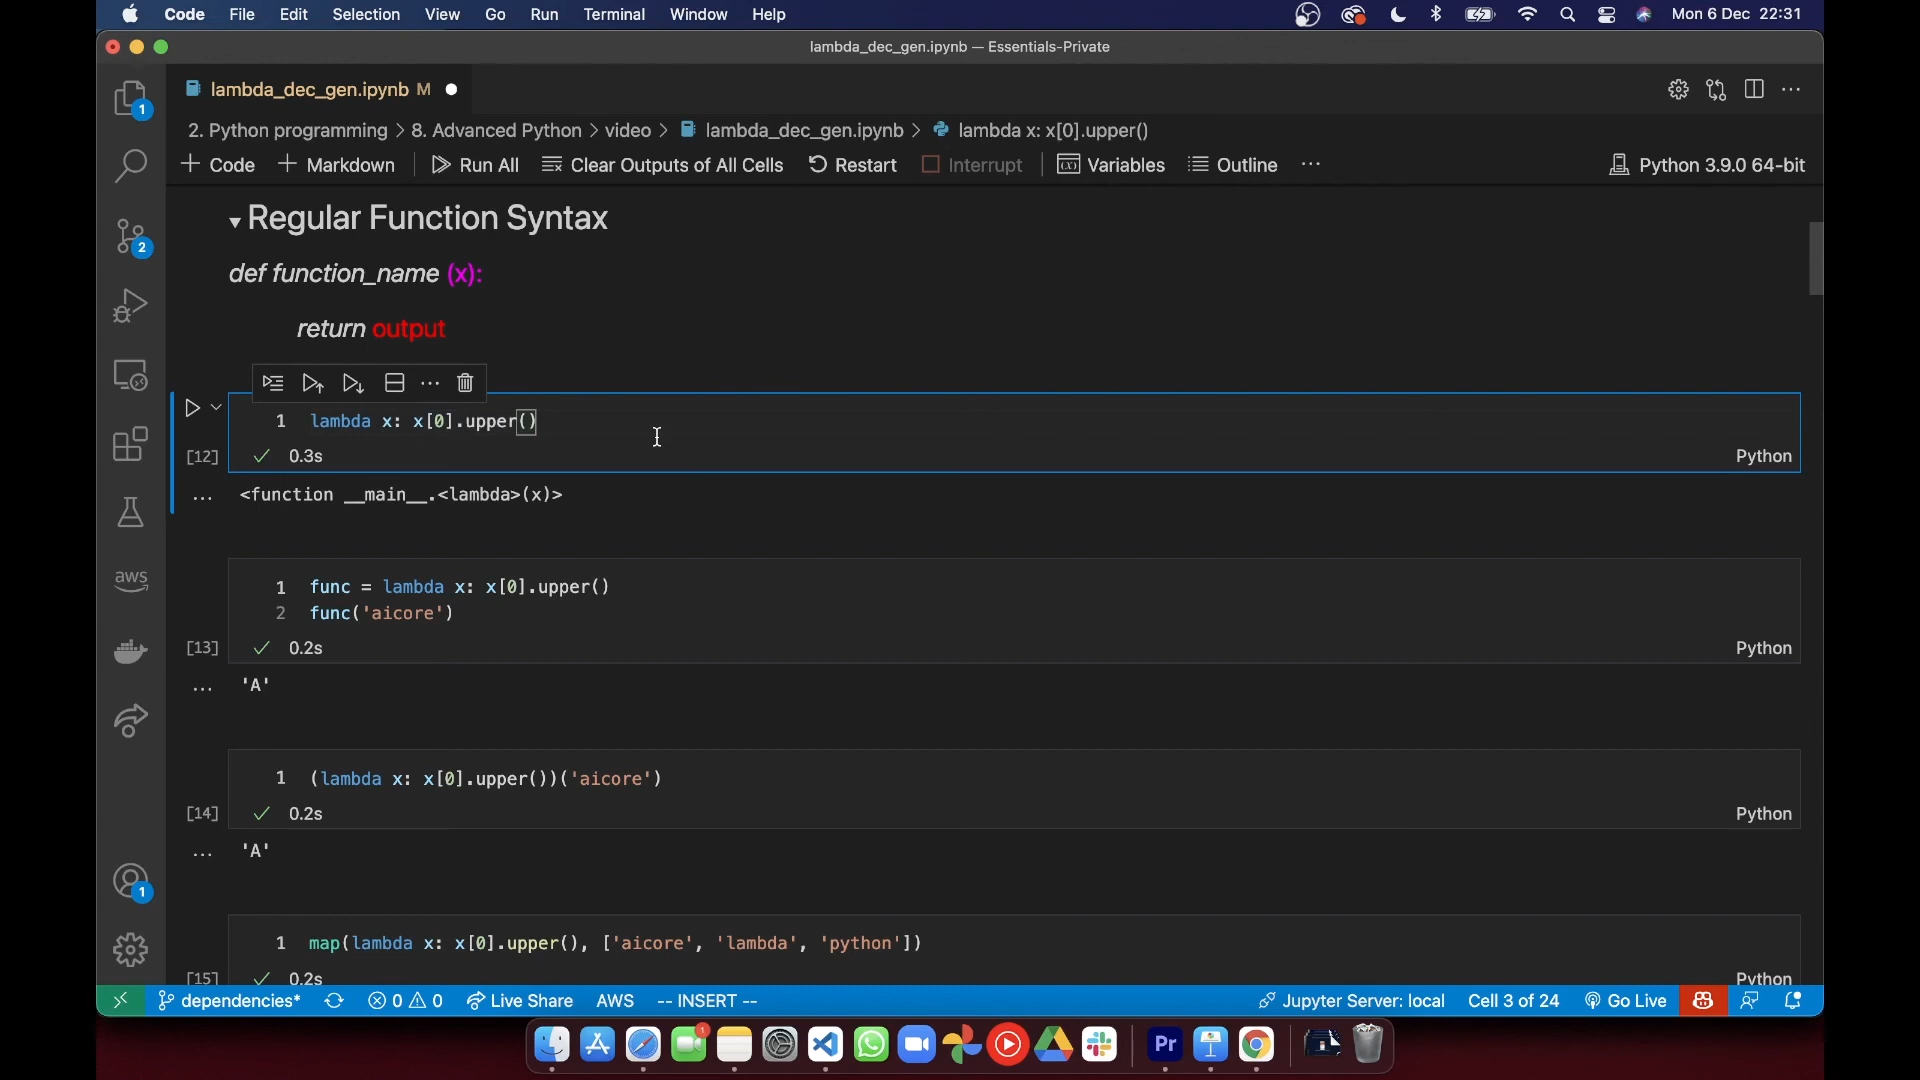 Code File Edit Selection View Go Run Terminal Window Help Mon 6 Dec 22:31
lambda_dec_gen.ipynb — Essentials-Private
lambda_dec_gen.ipynb M
2. Python programming > 8. Advanced Python > video > lambda_dec_gen.ipynb > lambda x: x[0].upper()
Code Markdown Run All Clear Outputs of All Cells Restart Interrupt Variables Outline ... Python 3.9.0 64-bit
Regular Function Syntax
def function_name (x):
return output
1 lambda x: x[0].upper()
[12] 0.3s Python
... <function __main__.<lambda>(x)>
1 func = lambda x: x[0].upper()
2 func('aicore')
[13] 0.2s Python
... 'A'
1 (lambda x: x[0].upper())('aicore')
[14] 0.2s Python
... 'A'
1 map(lambda x: x[0].upper(), ['aicore', 'lambda', 'python'])
[15] 0.2s Python
1
2
aws
1
dependencies* 0 0 Live Share AWS -- INSERT -- Jupyter Server: local Cell 3 of 24 Go Live
1
Pr